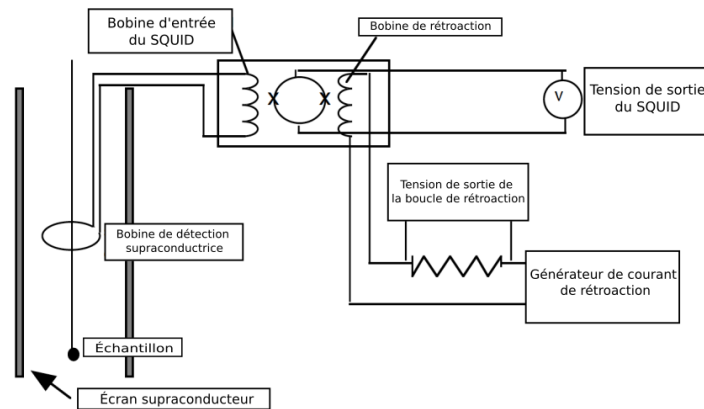 Bobine d'entrée
du SQUID
Bobine de rétroaction
X
X
V
Tension de sortie
du SQUID
Tension de sortie de
la boucle de rétroaction
Bobine de détection
supraconductrice
Générateur de courant
de rétroaction
Échantillon
Écran supraconducteur